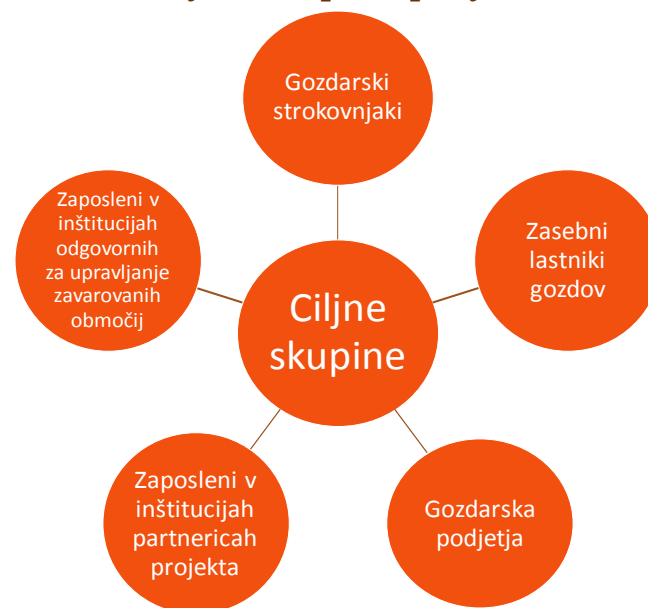 Gozdarski
strokovnjaki
Zaposleni v
inštitucijah
odgovornih
za upravljanje
zavarovanih
območij
Zasebni
lastniki
gozdov
Ciljne
skupine
Zaposleni v
inštitucijah
partnericah
projekta
Gozdarska
podjetja